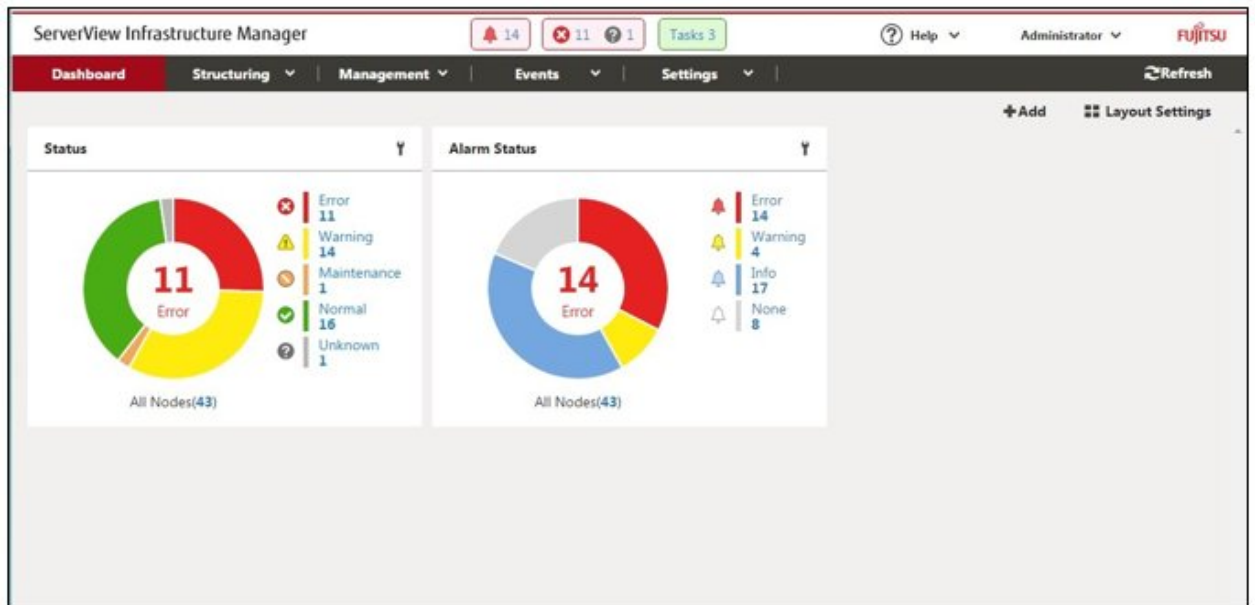 ServerView Infrastructure Manager
14
11 1
Tasks 3
Help
Administrator
FUJITSU
Dashboard Structuring Management Events Settings Refresh
Add Layout Settings
Status
Error
11
Warning
14
Maintenance
1
Normal
16
Unknown
1
11
Error
All Nodes(43)
Alarm Status
Error
14
Warning
4
Info
17
None
8
14
Error
All Nodes(43)